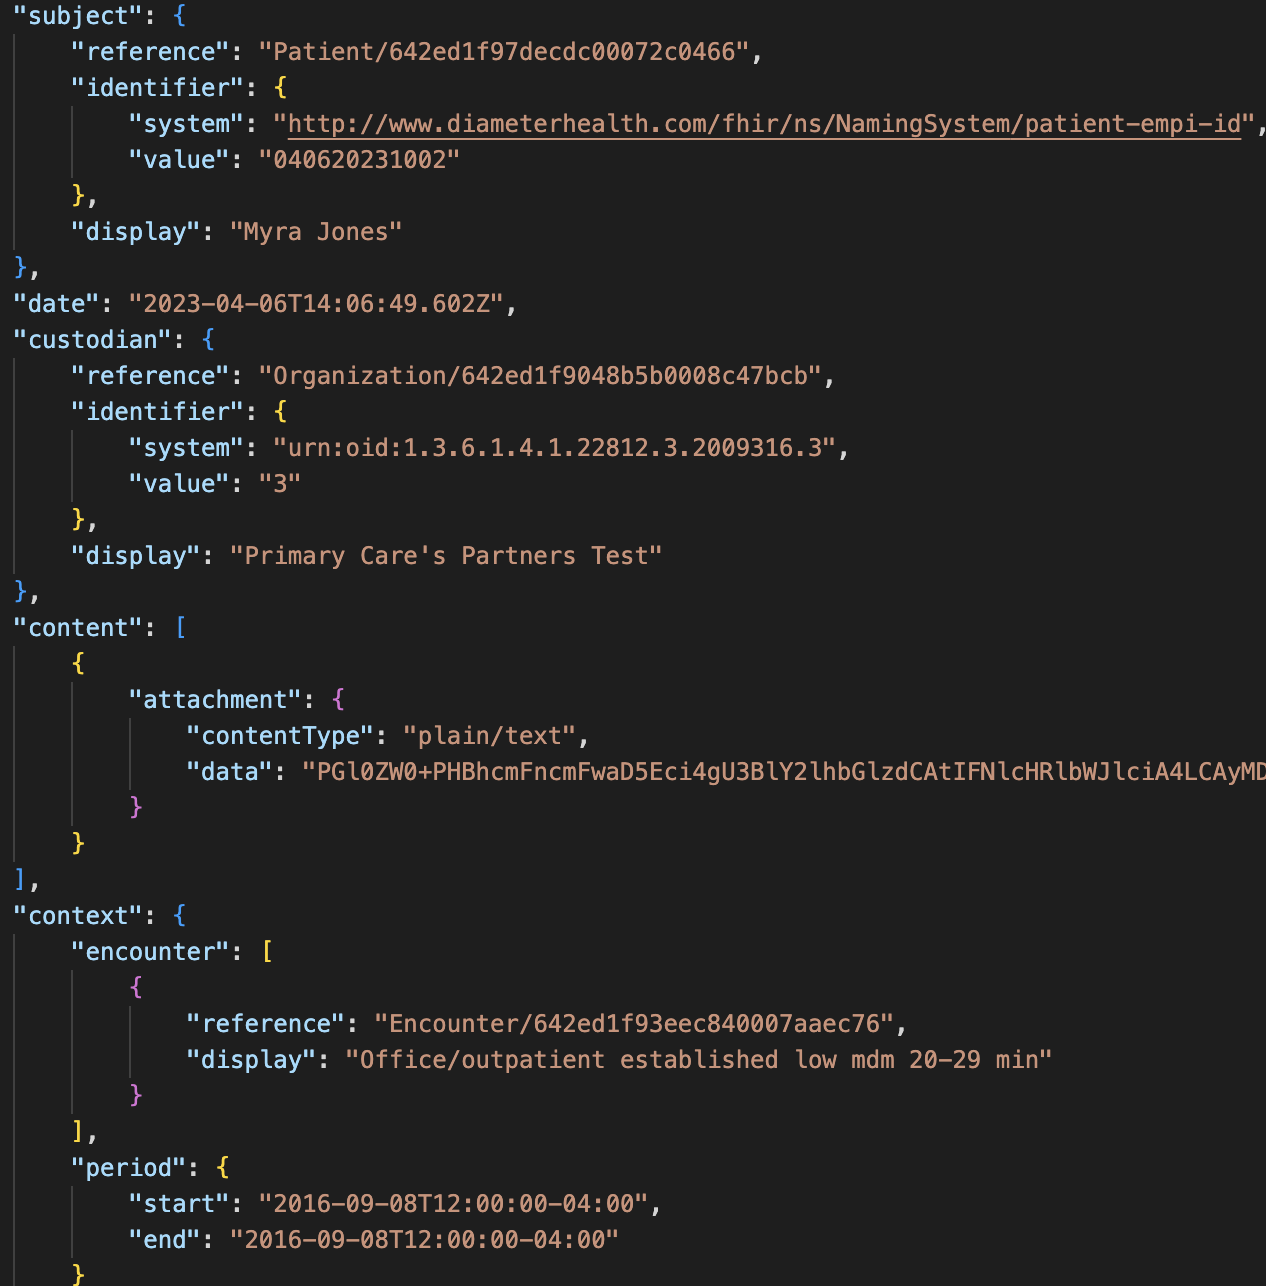 "subject": {
"reference": "Patient/642ed1f97decdc00072c0466",
"identifier": {
"system": "http://www.diameterhealth.com/fhir/ns/NamingSystem/patient-empi-id",
"value": "040620231002"
},
"display": "Myra Jones"
},
"date": "2023-04-06T14:06:49.602Z",
"custodian": {
"reference": "Organization/642ed1f9048b5b0008c47bcb",
"identifier": {
"system": "urn:oid:1.3.6.1.4.1.22812.3.2009316.3",
"value": "3"
},
"display": "Primary Care's Partners Test"
},
"content": [
{
"attachment": {
"contentType": "plain/text",
"data": "PGl0ZW0+PHBhcmFncmFwaD5Eci4gU3BlY2lhbGlzdCAtIFNlcHRlbWJlciA4LCAyMD
}
}
],
"context": {
"encounter": [
{
"reference": "Encounter/642ed1f93eec840007aaec76",
"display": "Office/outpatient established low mdm 20-29 min"
}
],
"period": {
"start": "2016-09-08T12:00:00-04:00",
"end": "2016-09-08T12:00:00-04:00"
}